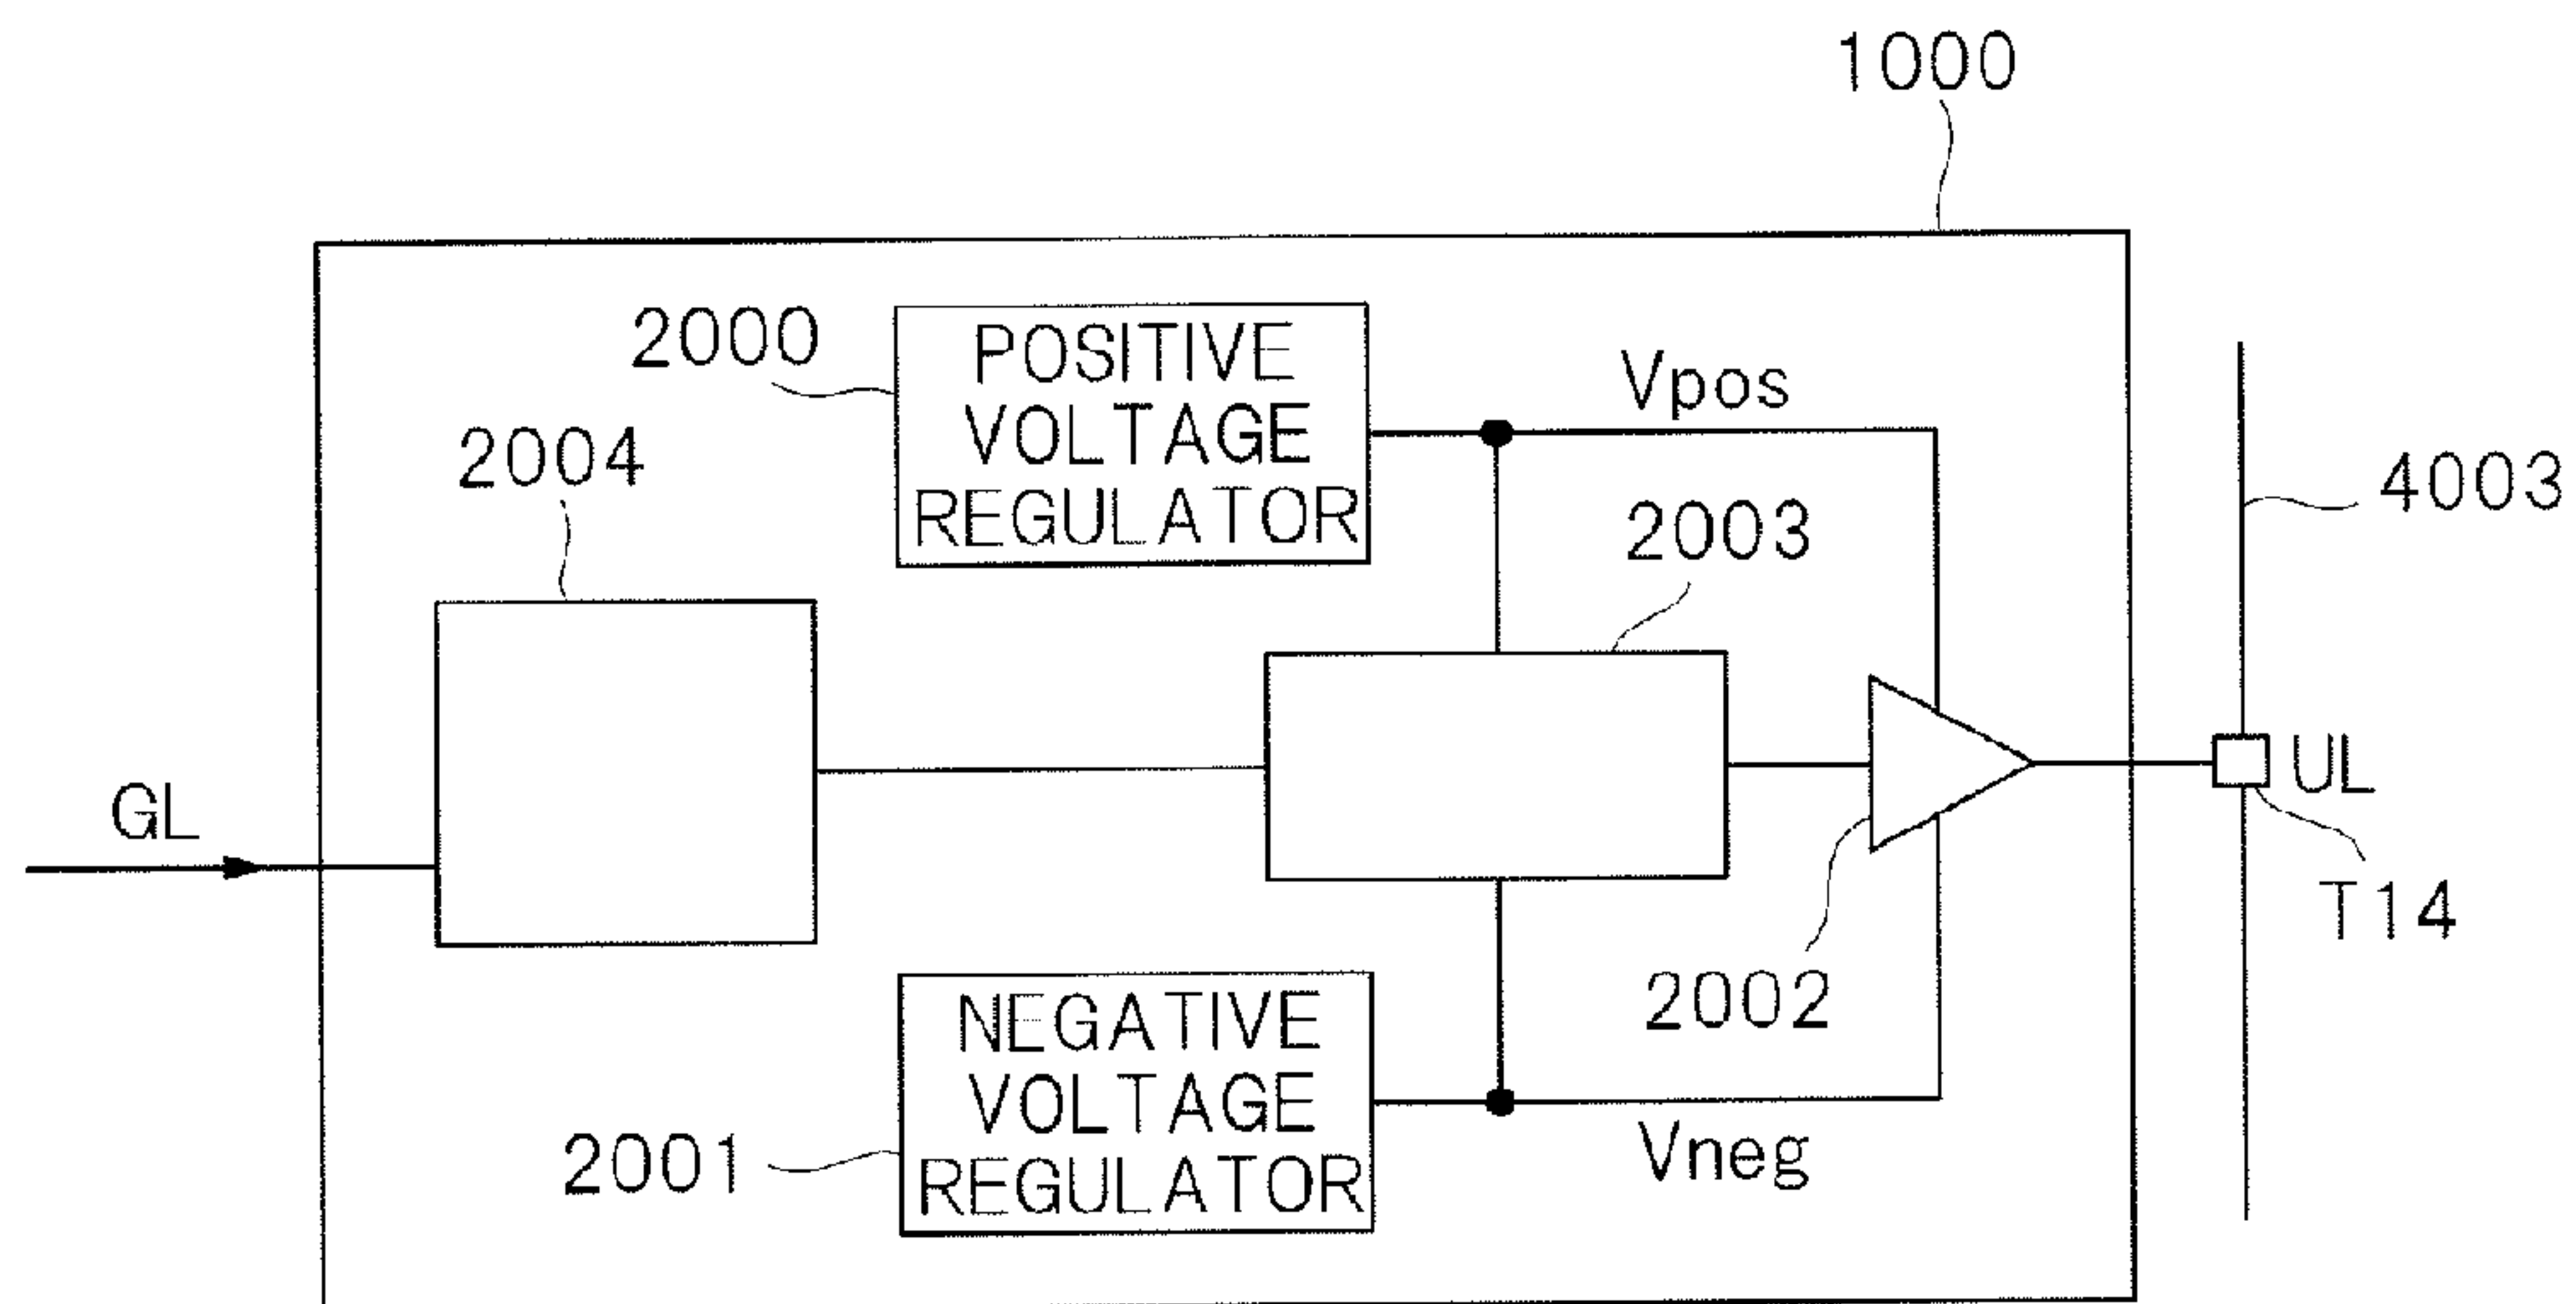 1000
2000
POSITIVE
VOLTAGE
REGULATOR
Vpos
2004
4003
2003
GL
UL
T14
2002
NEGATIVE
VOLTAGE
REGULATOR
2001
Vneg